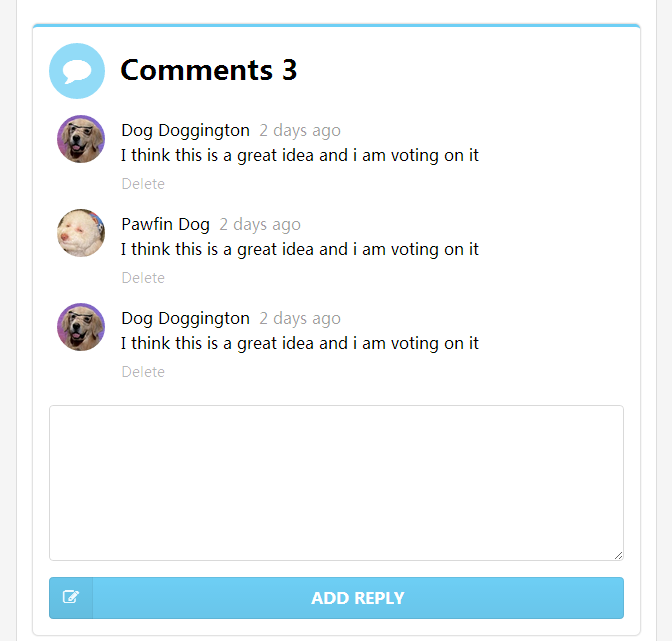 Comments 3
Dog Doggington 2 days ago
I think this is a great idea and i am voting on it
Delete
Pawfin Dog 2 days ago
I think this is a great idea and i am voting on it
Delete
Dog Doggington 2 days ago
I think this is a great idea and i am voting on it
Delete
ADD REPLY